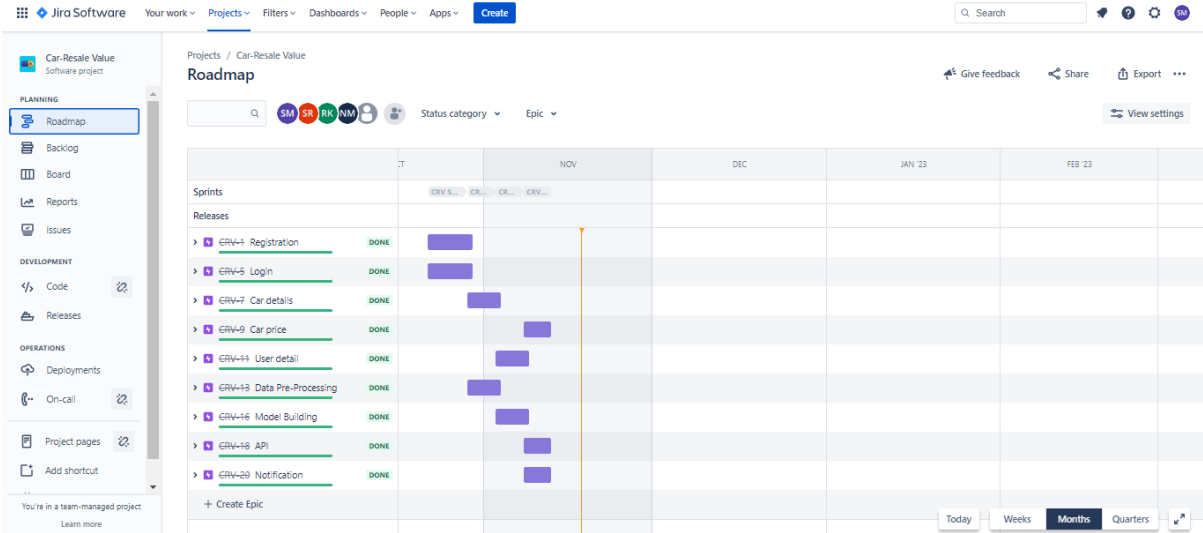 Jira Software Your work Projects Filters Dashboards People Apps Create Search SM
Car-Resale Value
Software project
PLANNING
Roadmap
Backlog
Board
Reports
Issues
DEVELOPMENT
Code
Releases
OPERATIONS
Deployments
On-call
Project pages
Add shortcut
You're in a team-managed project
Learn more
Projects / Car-Resale Value
Roadmap
Give feedback Share Export
SM SR RK NM Status category Epic View settings
CT NOV DEC JAN '23 FEB '23
Sprints CRV S... CR... CR... CRV...
Releases
CRV-1 Registration DONE
CRV-5 Login DONE
CRV-7 Car details DONE
CRV-9 Car price DONE
CRV-11 User detail DONE
CRV-13 Data Pre-Processing DONE
CRV-16 Model Building DONE
CRV-18 API DONE
CRV-20 Notification DONE
+ Create Epic
Today Weeks Months Quarters